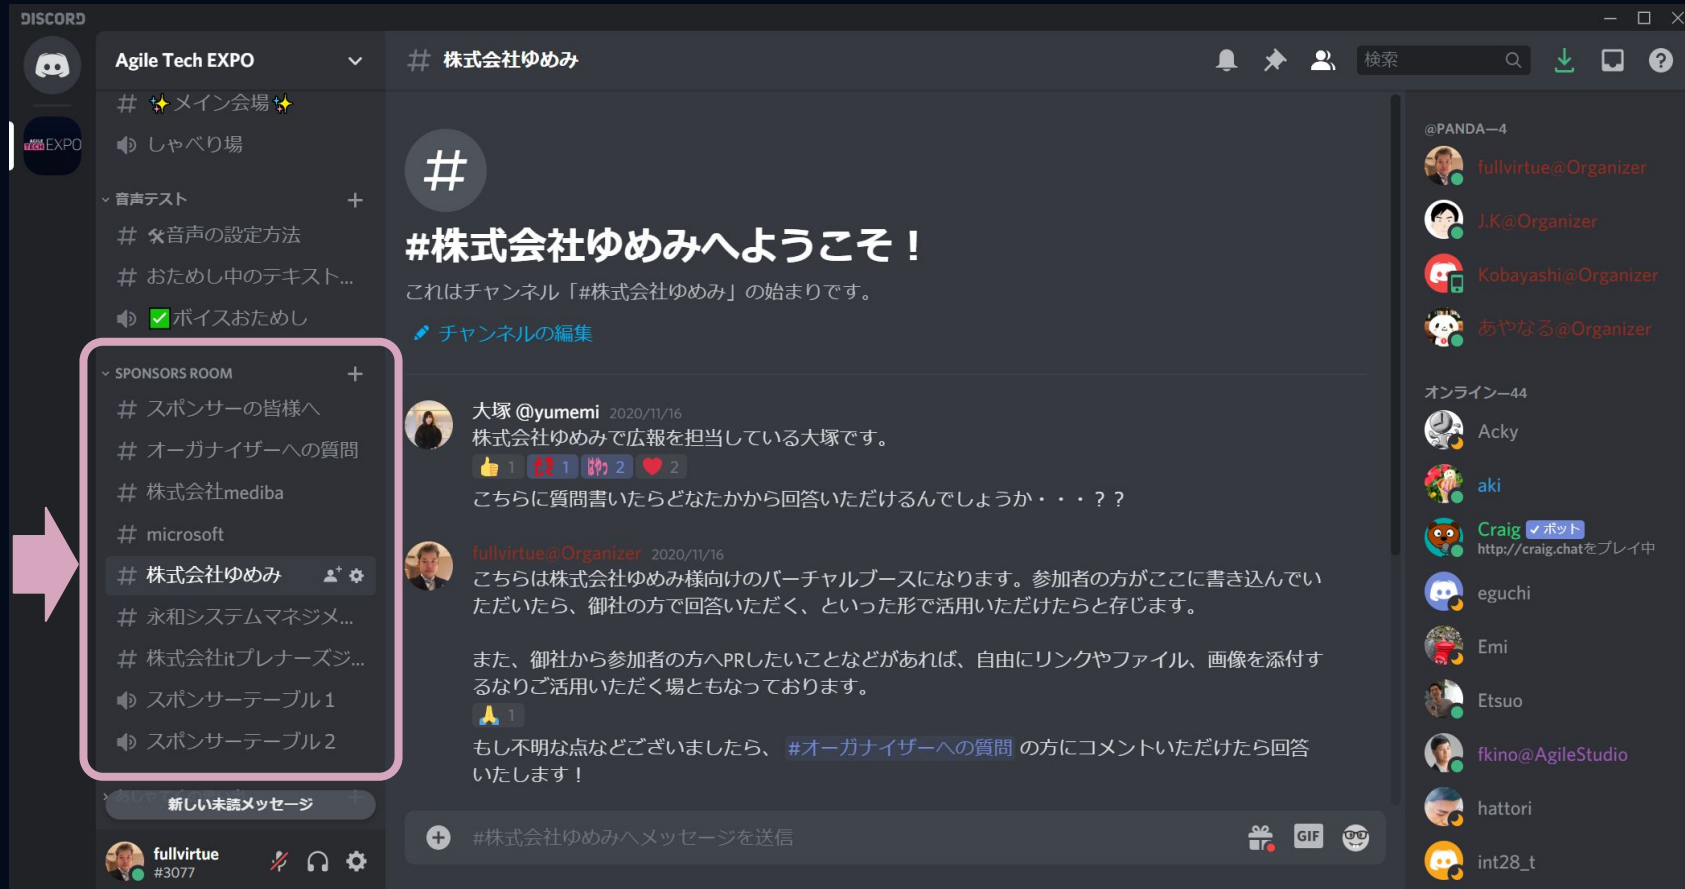 DISCORD
AGILE TECH EXPO
Agile Tech EXPO
# ✨メイン会場✨
しゃべり場
音声テスト
# 🛠音声の設定方法
# おためし中のテキスト...
✅ボイスおためし
SPONSORS ROOM
# スポンサーの皆様へ
# オーガナイザーへの質問
# 株式会社mediba
# microsoft
# 株式会社ゆめみ
# 永和システムマネジメ...
# 株式会社itプレナーズジ...
スポンサーテーブル1
スポンサーテーブル2
新しい未読メッセージ
fullvirtue
#3077
# 株式会社ゆめみ
検索
#
#株式会社ゆめみへようこそ！
これはチャンネル「#株式会社ゆめみ」の始まりです。
チャンネルの編集
大塚 @yumemi 2020/11/16
株式会社ゆめみで広報を担当している大塚です。
👍 1 1 2 ❤ 2
こちらに質問書いたらどなたかから回答いただけるんでしょうか・・・？？
fullvirtue@Organizer 2020/11/16
こちらは株式会社ゆめみ様向けのバーチャルブースになります。参加者の方がここに書き込んでい
ただいたら、御社の方で回答いただく、といった形で活用いただけたらと存じます。
また、御社から参加者の方へPRしたいことなどがあれば、自由にリンクやファイル、画像を添付す
るなりご活用いただく場ともなっております。
🙏 1
もし不明な点などございましたら、 #オーガナイザーへの質問 の方にコメントいただけたら回答
いたします！
#株式会社ゆめみへメッセージを送信
GIF
@PANDA—4
fullvirtue@Organizer
J.K@Organizer
Kobayashi@Organizer
あやなる@Organizer
オンライン—44
Acky
aki
Craig ✓ボット
http://craig.chatをプレイ中
eguchi
Emi
Etsuo
fkino@AgileStudio
hattori
int28_t